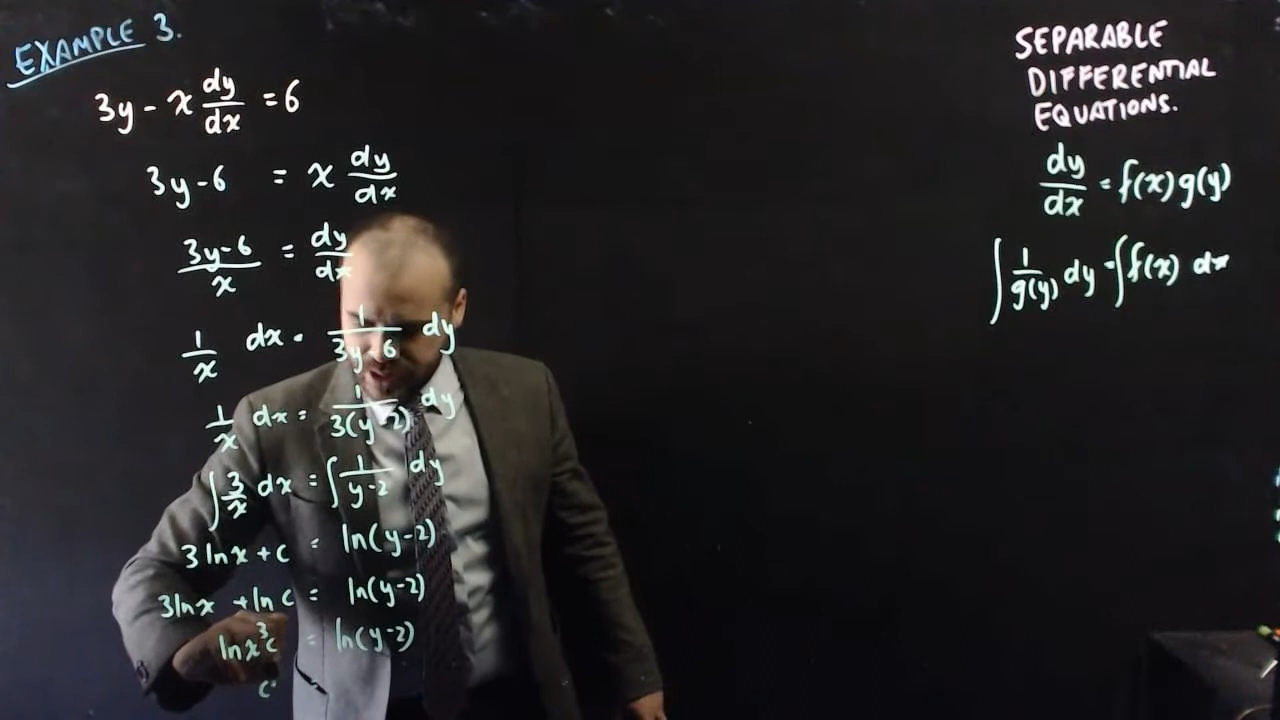 EXAMPLE 3.
3y - x dy/dx = 6
3y - 6 = x dy/dx
(3y - 6)/x = dy/dx
1/x dx = 1/(3y - 6) dy
1/x dx = 1/(3(y - 2)) dy
∫ 3/x dx = ∫ 1/(y - 2) dy
3 ln x + c = ln(y - 2)
3 ln x + ln c = ln(y - 2)
ln x³c = ln(y - 2)
c
SEPARABLE
DIFFERENTIAL
EQUATIONS.
dy/dx = f(x) g(y)
∫ 1/g(y) dy = ∫ f(x) dx